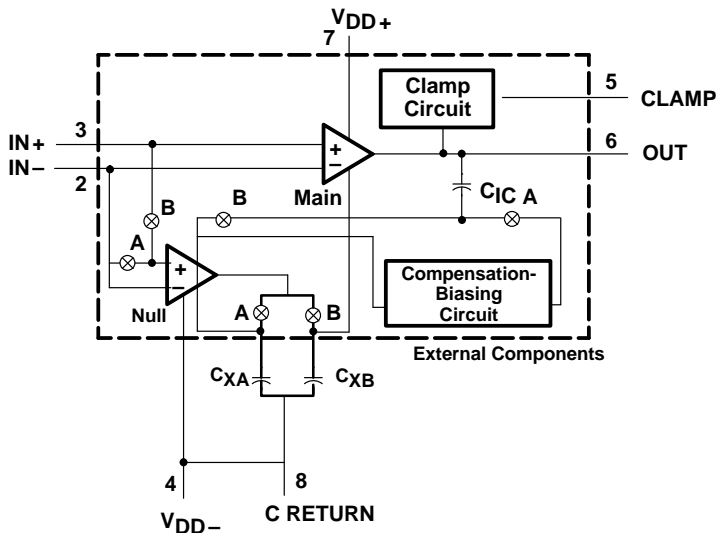 VDD+
7
Clamp
Circuit
5
CLAMP
IN+
3
+
−
6
OUT
IN−
2
Main
CIC
A
B
B
A
+
−
Null
Compensation-
Biasing
Circuit
A
B
External Components
CXA
CXB
4
8
VDD−
C RETURN